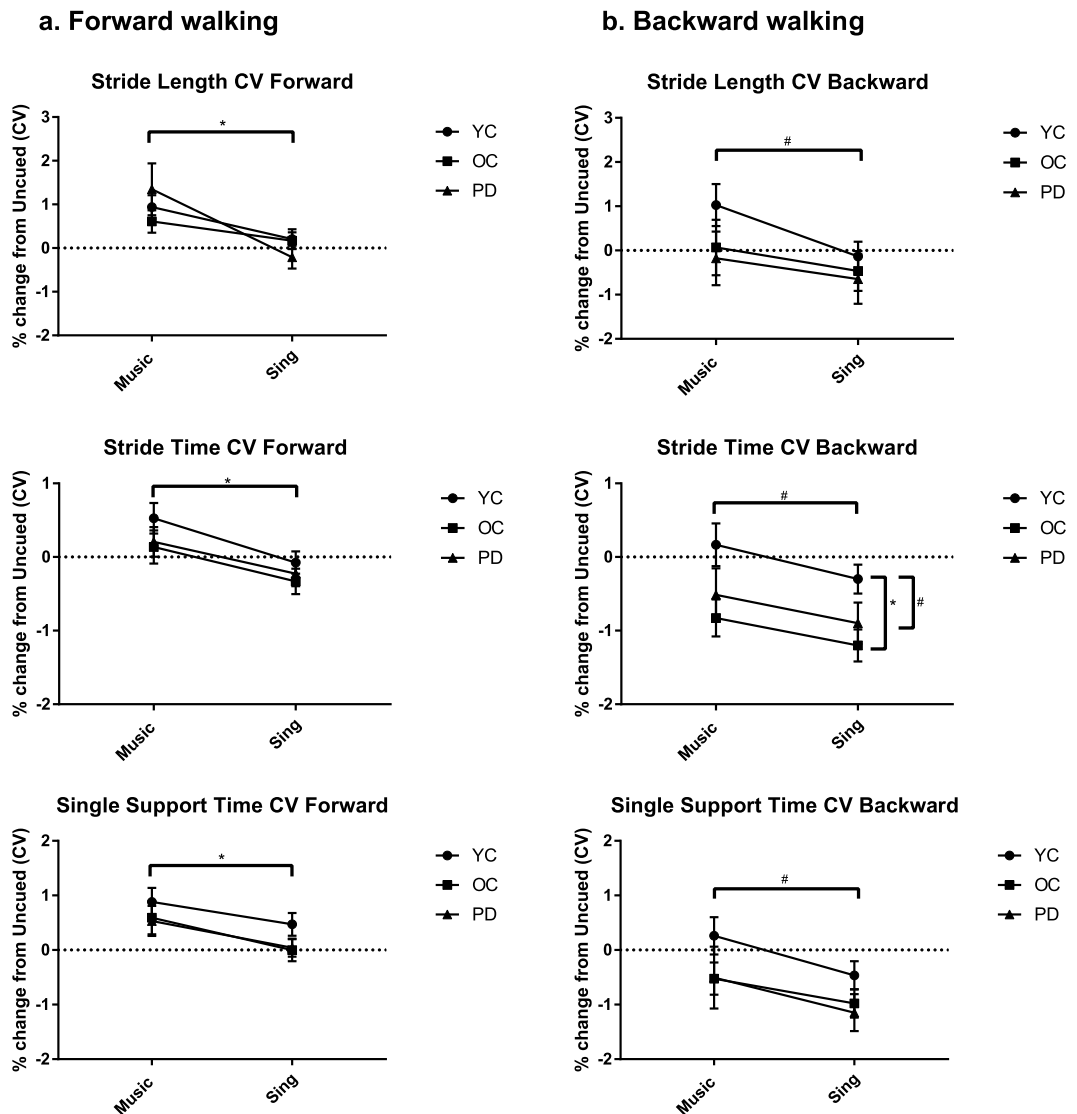 a. Forward walking
b. Backward walking
Stride Length CV Forward
% change from Uncued (CV)
3
2
1
0
-1
-2
*
Music
Sing
YC
OC
PD
Stride Length CV Backward
% change from Uncued (CV)
3
2
1
0
-1
-2
#
Music
Sing
YC
OC
PD
Stride Time CV Forward
% change from Uncued (CV)
1
0
-1
-2
*
Music
Sing
YC
OC
PD
Stride Time CV Backward
% change from Uncued (CV)
1
0
-1
-2
#
* #
Music
Sing
YC
OC
PD
Single Support Time CV Forward
% change from Uncued (CV)
2
1
0
-1
-2
*
Music
Sing
YC
OC
PD
Single Support Time CV Backward
% change from Uncued (CV)
2
1
0
-1
-2
#
Music
Sing
YC
OC
PD